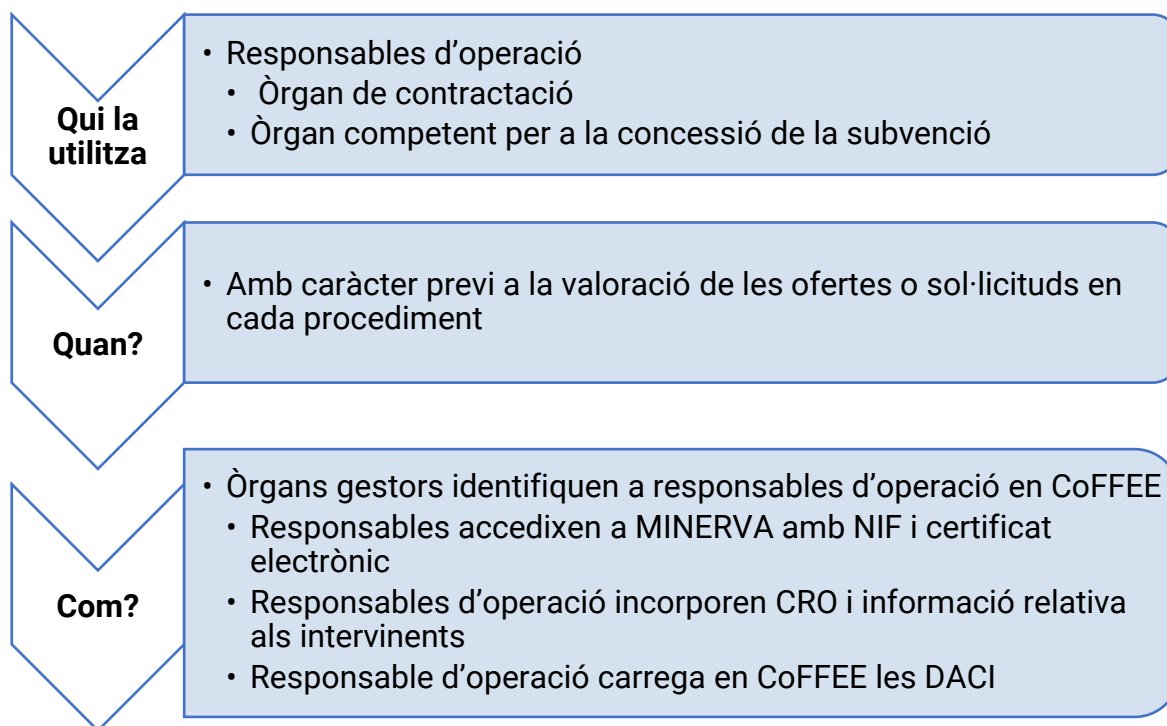 Qui la
utilitza
• Responsables d’operació
• Òrgan de contractació
• Òrgan competent per a la concessió de la subvenció
Quan?
• Amb caràcter previ a la valoració de les ofertes o sol·licituds en
cada procediment
Com?
• Òrgans gestors identifiquen a responsables d’operació en CoFFEE
• Responsables accedixen a MINERVA amb NIF i certificat
electrònic
• Responsables d’operació incorporen CRO i informació relativa
als intervinents
• Responsable d’operació carrega en CoFFEE les DACI